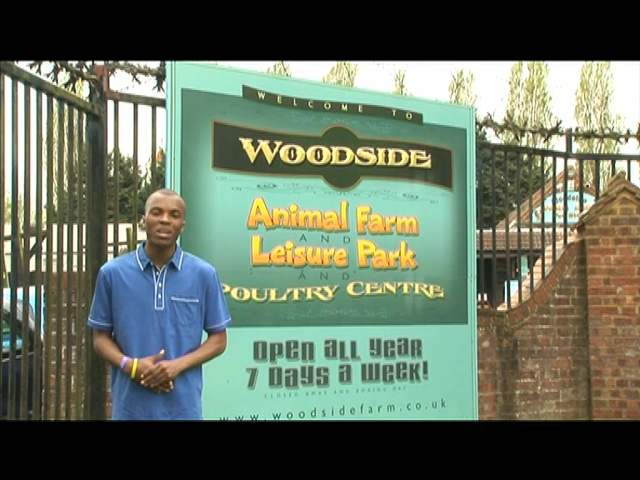 WELCOME TO
WOODSIDE
Animal Farm
AND
Leisure Park
AND
POULTRY CENTRE
OPEN ALL YEAR
7 DAYS A WEEK!
CLOSED XMAS AND BOXING DAY
www.woodsidefarm.co.uk